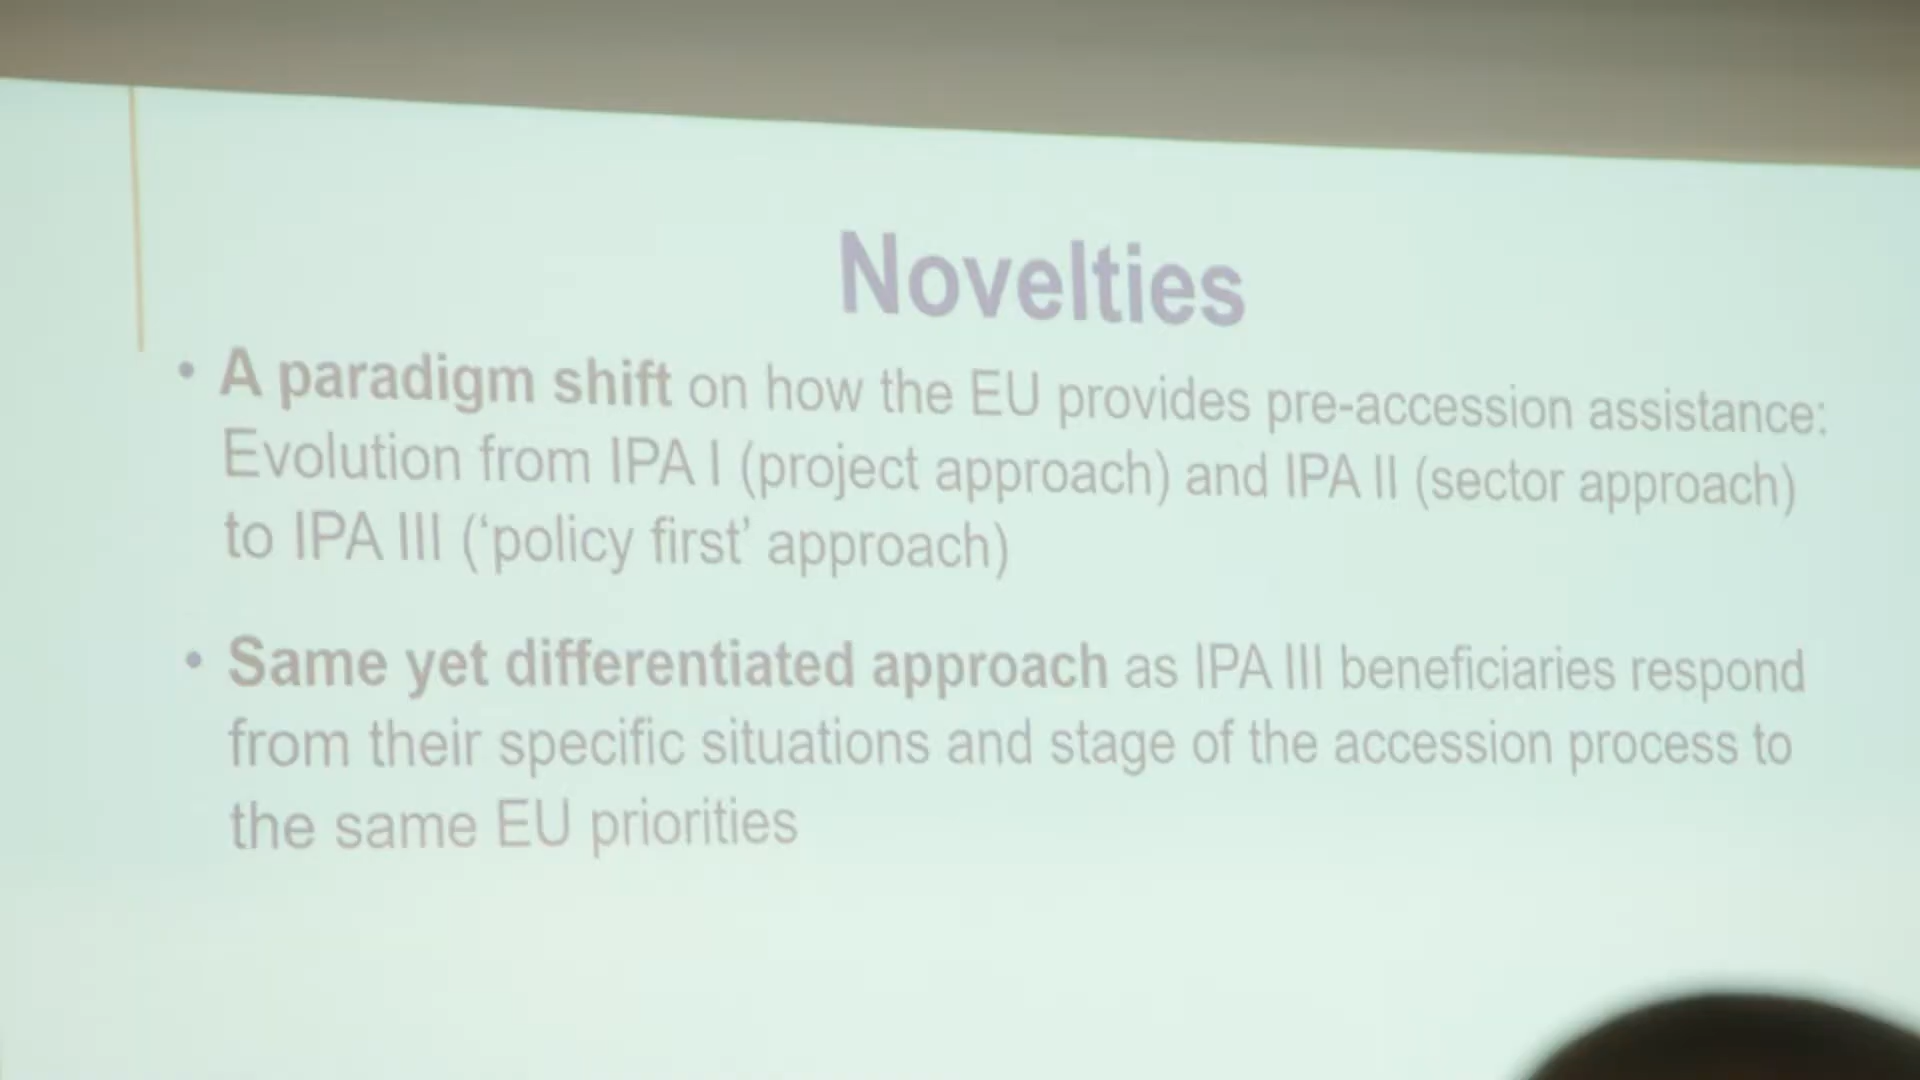 Novelties
• A paradigm shift on how the EU provides pre-accession assistance:
Evolution from IPA I (project approach) and IPA II (sector approach)
to IPA III (‘policy first’ approach)
• Same yet differentiated approach as IPA III beneficiaries respond
from their specific situations and stage of the accession process to
the same EU priorities